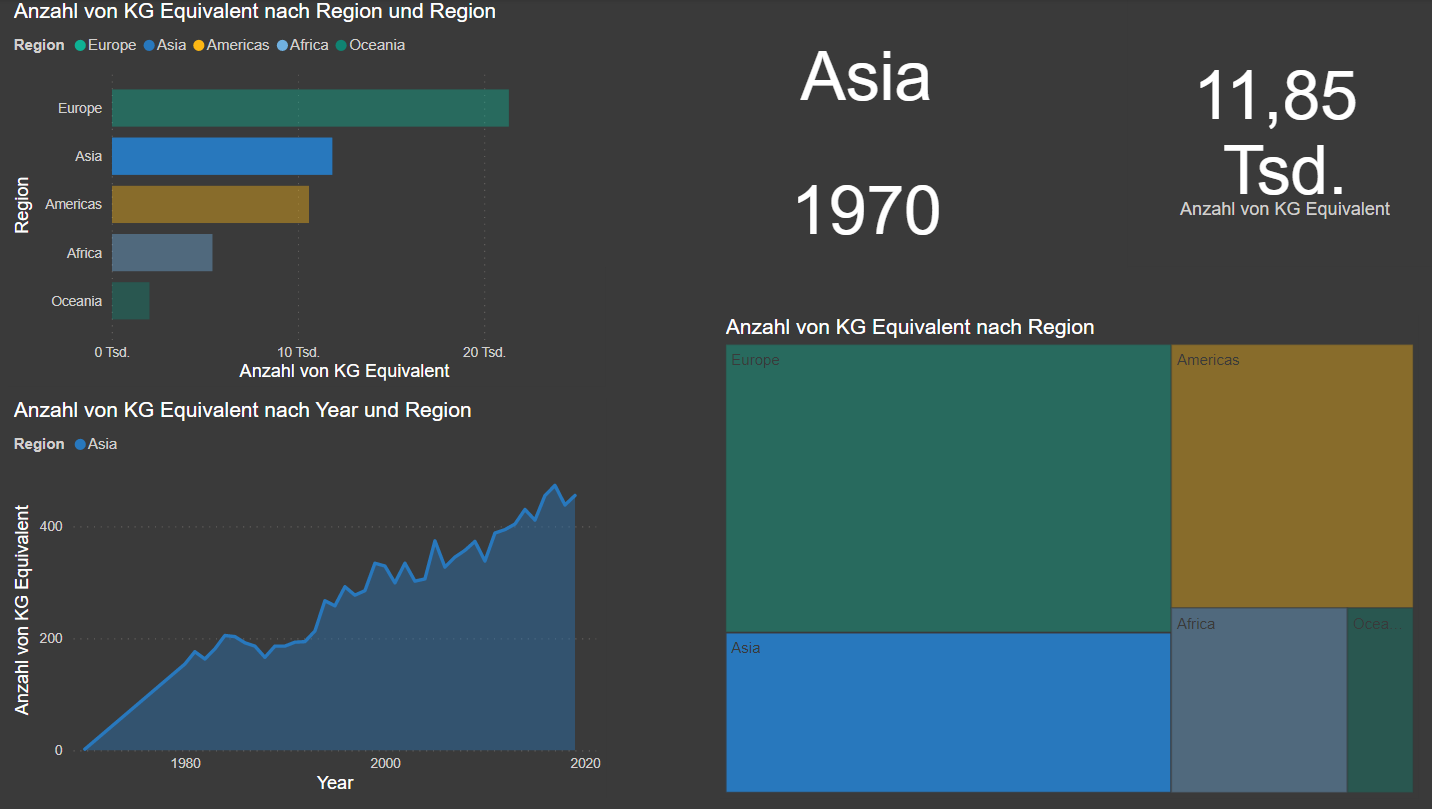 Anzahl von KG Equivalent nach Region und Region
Region Europe Asia Americas Africa Oceania
Region
Europe
Asia
Americas
Africa
Oceania
0 Tsd. 10 Tsd. 20 Tsd.
Anzahl von KG Equivalent
Asia
1970
11,85
Tsd.
Anzahl von KG Equivalent
Anzahl von KG Equivalent nach Year und Region
Region Asia
Anzahl von KG Equivalent
400
200
0
1980 2000 2020
Year
Anzahl von KG Equivalent nach Region
Europe
Americas
Asia
Africa
Ocea...